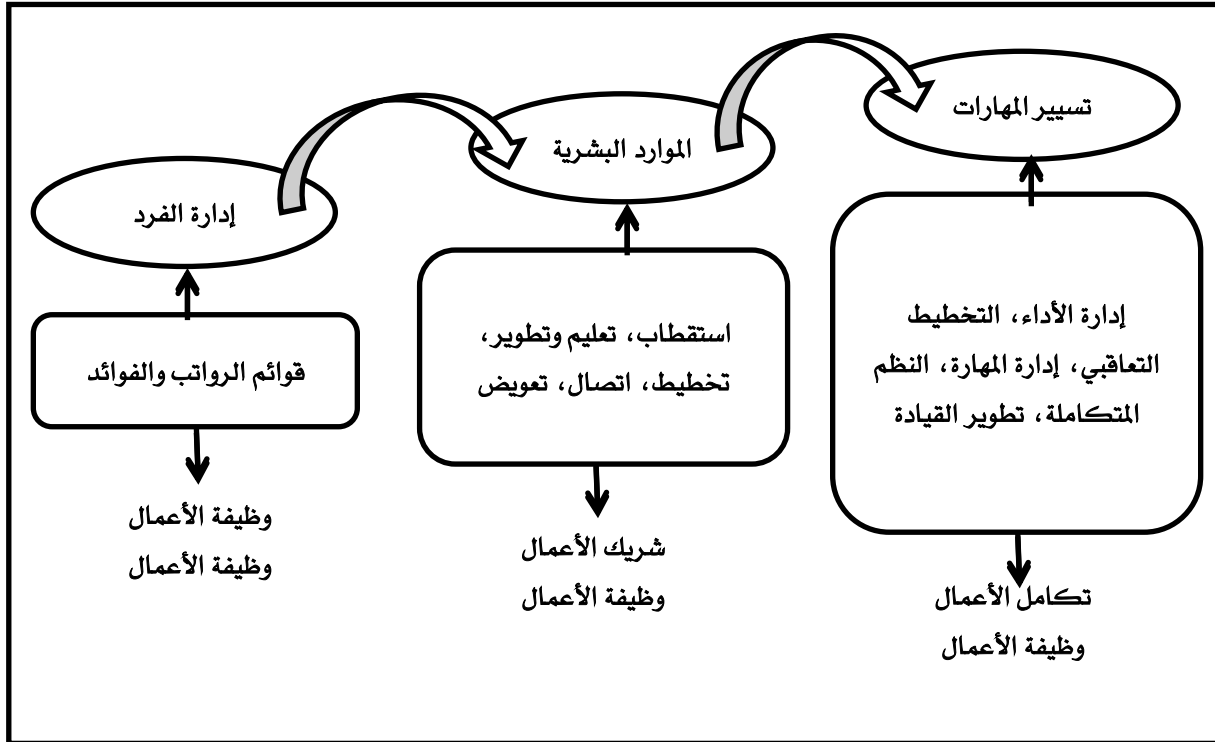 تسيير المهارات
الموارد البشرية
إدارة الفرد
إدارة الأداء، التخطيط
التعاقبي، إدارة المهارة، النظم
المتكاملة، تطوير القيادة
استقطاب، تعليم وتطوير،
تخطيط، اتصال، تعويض
قوائم الرواتب والفوائد
وظيفة الأعمال
وظيفة الأعمال
شريك الأعمال
وظيفة الأعمال
تكامل الأعمال
وظيفة الأعمال